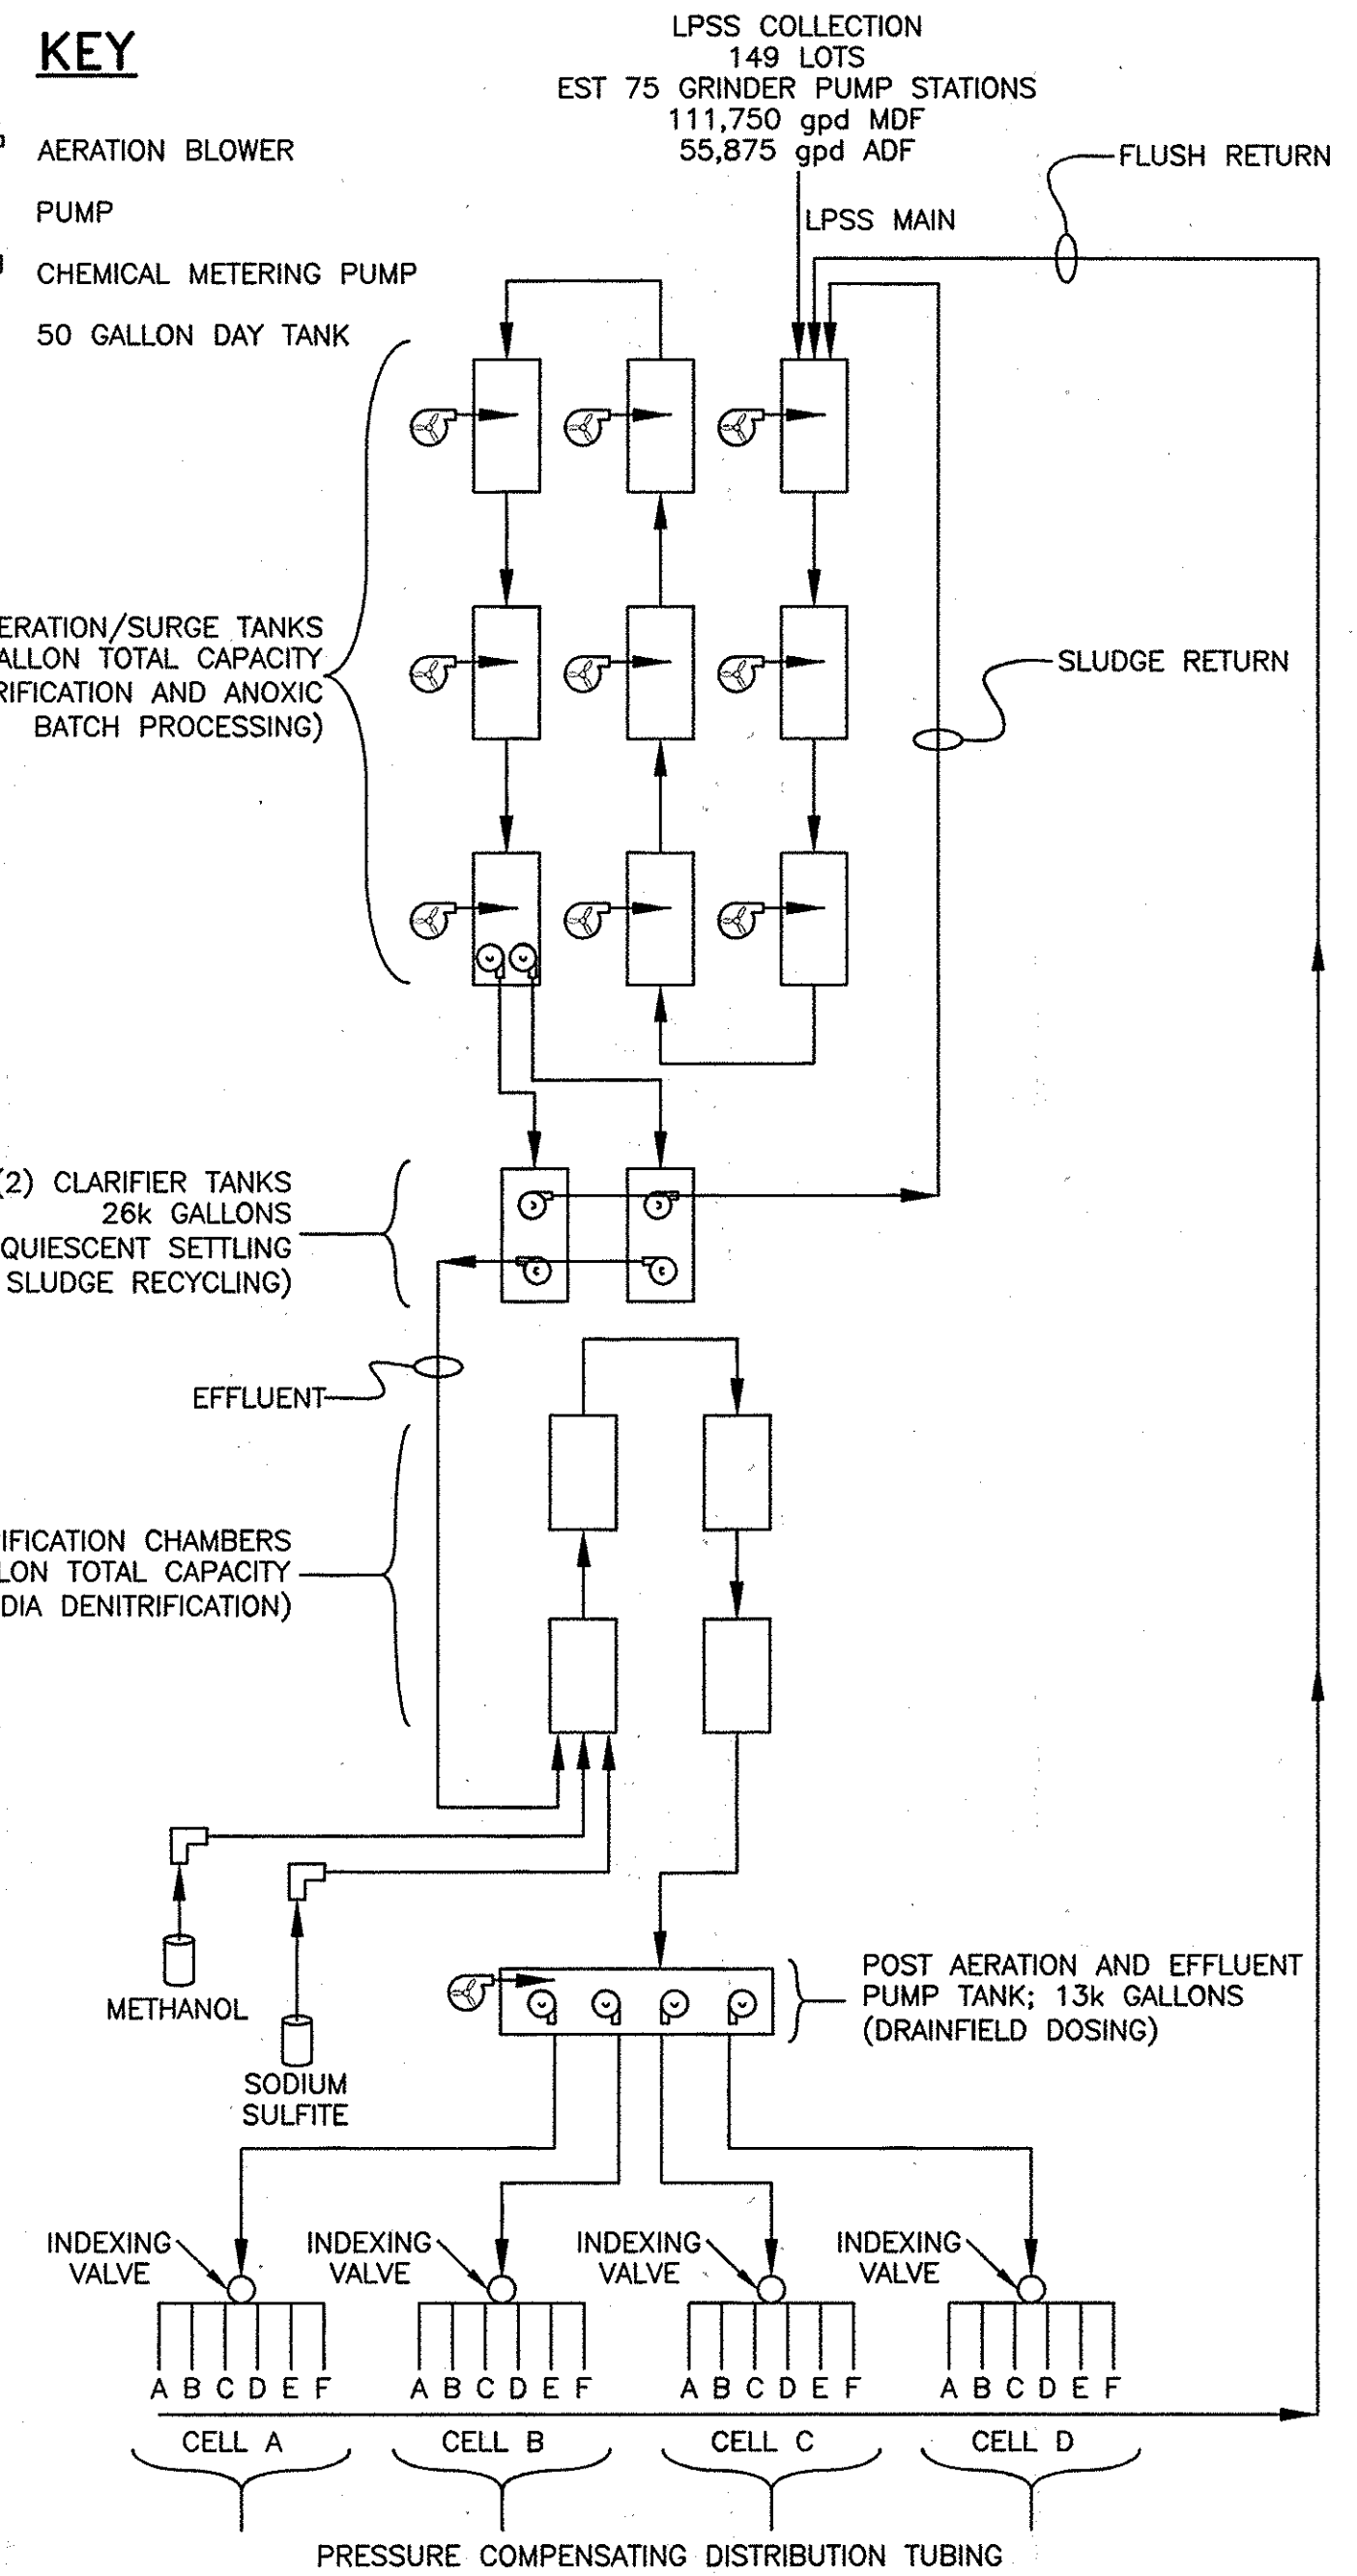 KEY
AERATION BLOWER
PUMP
CHEMICAL METERING PUMP
50 GALLON DAY TANK
LPSS COLLECTION
149 LOTS
EST 75 GRINDER PUMP STATIONS
111,750 gpd MDF
55,875 gpd ADF
FLUSH RETURN
LPSS MAIN
ERATION/SURGE TANKS
ALLON TOTAL CAPACITY
RIFICATION AND ANOXIC
BATCH PROCESSING)
SLUDGE RETURN
(2) CLARIFIER TANKS
26k GALLONS
QUIESCENT SETTLING
SLUDGE RECYCLING)
EFFLUENT
IFICATION CHAMBERS
LON TOTAL CAPACITY
DIA DENITRIFICATION)
METHANOL
SODIUM
SULFITE
POST AERATION AND EFFLUENT
PUMP TANK; 13k GALLONS
(DRAINFIELD DOSING)
INDEXING
VALVE
INDEXING
VALVE
INDEXING
VALVE
INDEXING
VALVE
A B C D E F
A B C D E F
A B C D E F
A B C D E F
CELL A
CELL B
CELL C
CELL D
PRESSURE COMPENSATING DISTRIBUTION TUBING